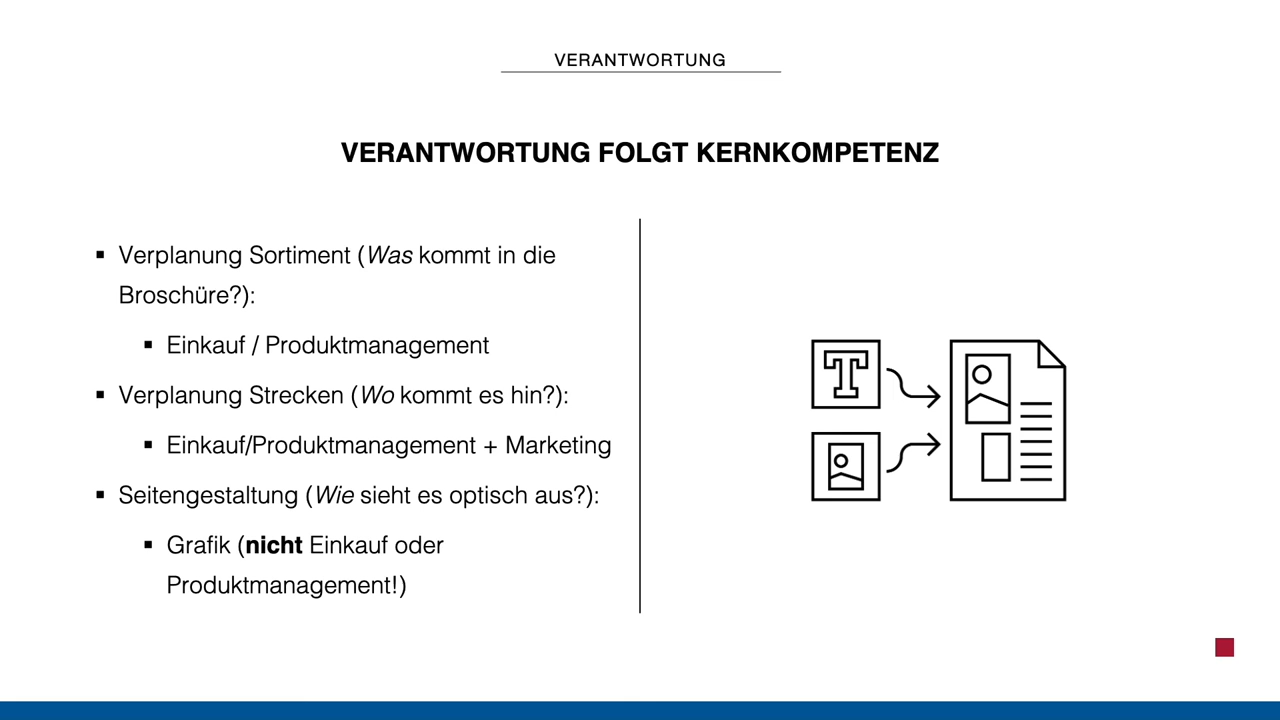 VERANTWORTUNG
VERANTWORTUNG FOLGT KERNKOMPETENZ
▪ Verplanung Sortiment (Was kommt in die
Broschüre?):
▪ Einkauf / Produktmanagement
▪ Verplanung Strecken (Wo kommt es hin?):
▪ Einkauf/Produktmanagement + Marketing
▪ Seitengestaltung (Wie sieht es optisch aus?):
▪ Grafik (nicht Einkauf oder
Produktmanagement!)
T